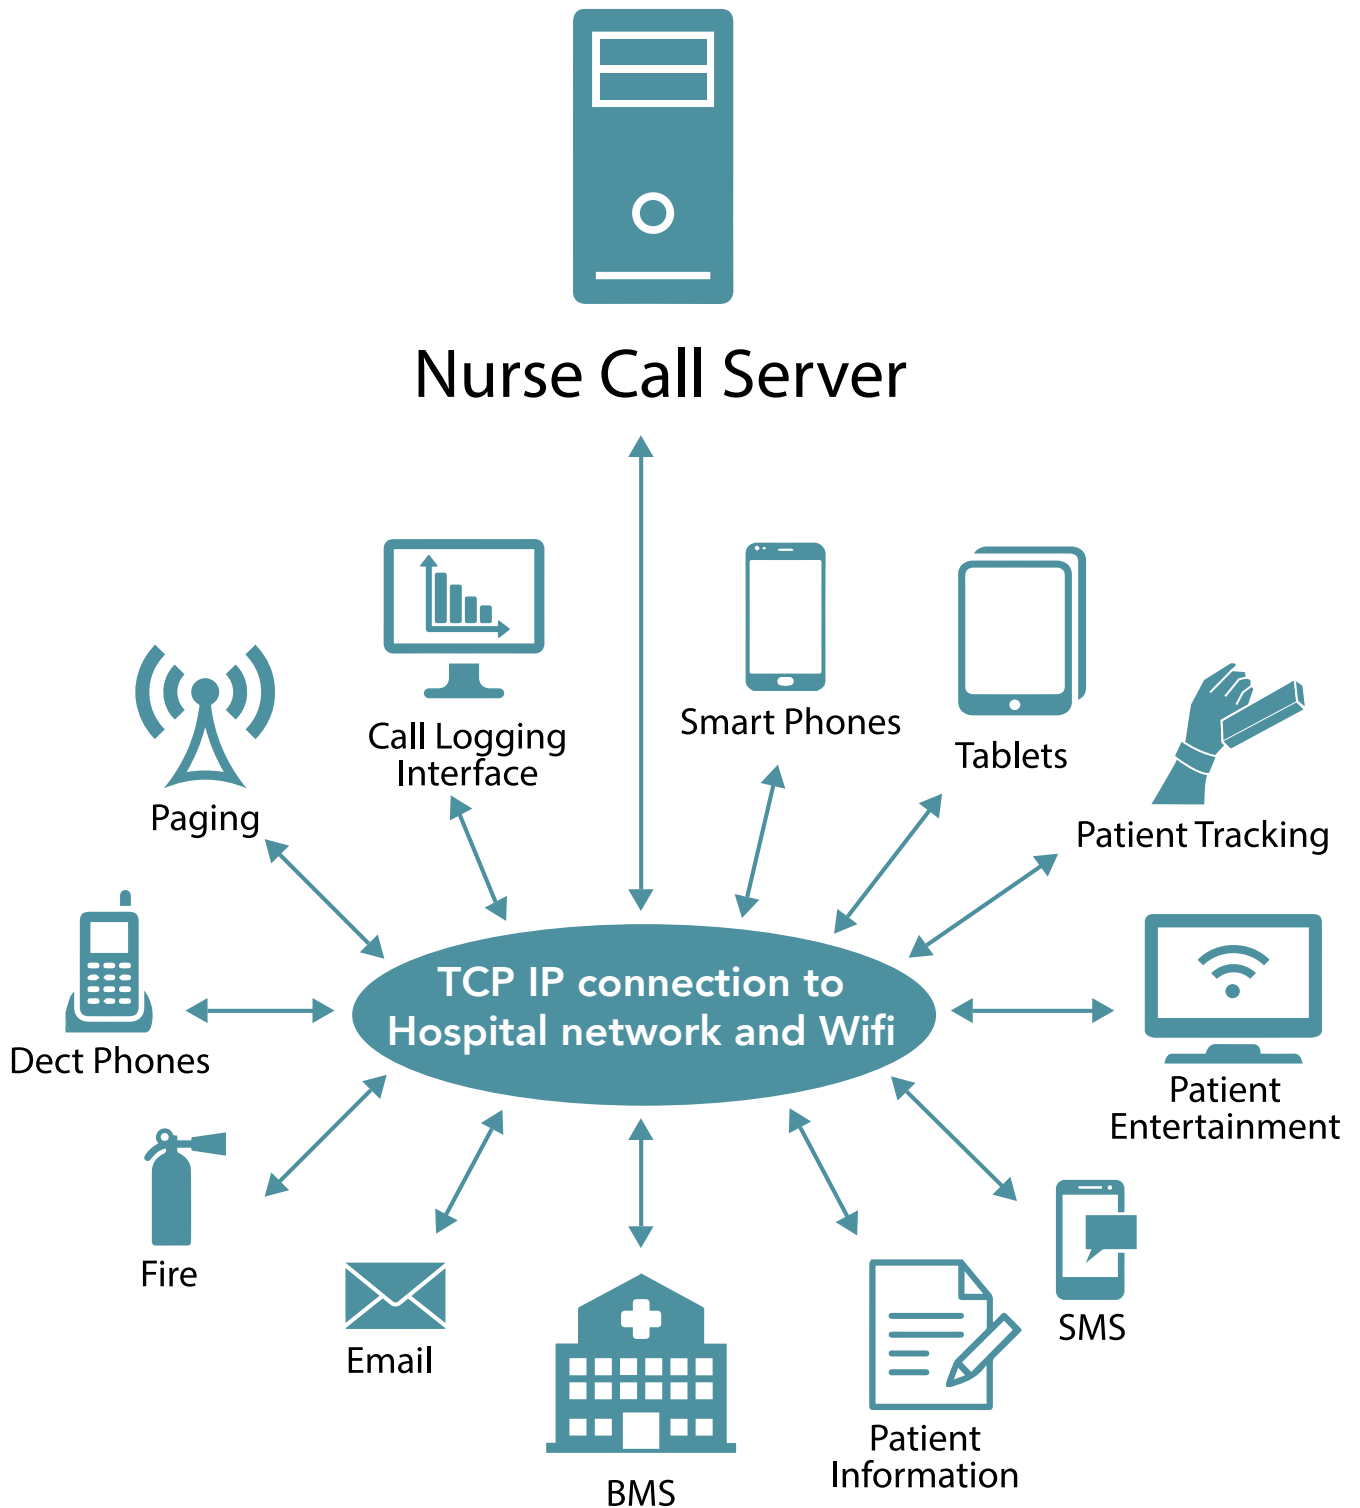 Nurse Call Server
Call Logging
Interface
Smart Phones
Tablets
Paging
Patient Tracking
TCP IP connection to
Hospital network and Wifi
Dect Phones
Patient
Entertainment
Fire
Email
SMS
BMS
Patient
Information